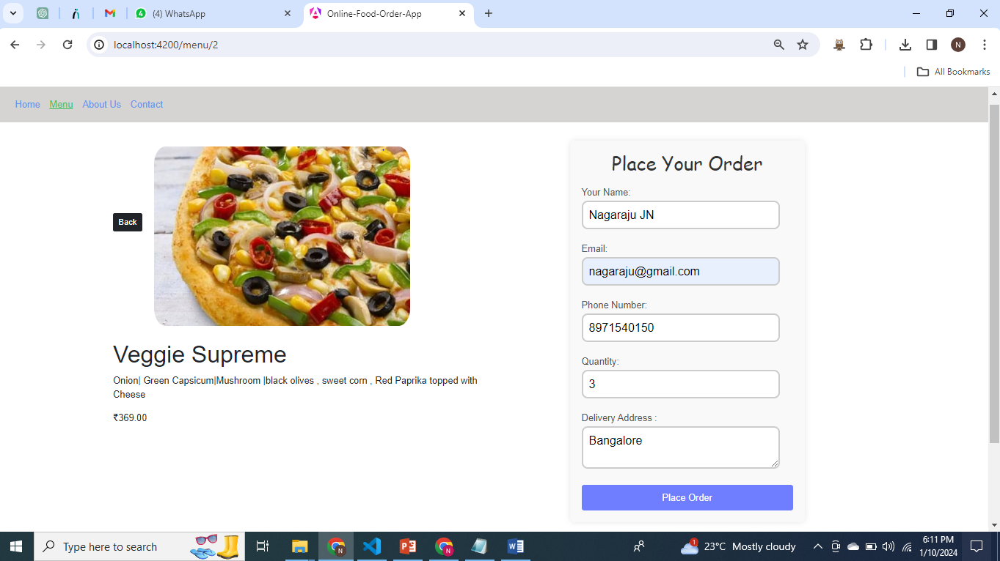 (4) WhatsApp
Online-Food-Order-App
localhost:4200/menu/2
N
All Bookmarks
Home Menu About Us Contact
Back
Veggie Supreme
Onion| Green Capsicum|Mushroom |black olives , sweet corn , Red Paprika topped with
Cheese
₹369.00
Place Your Order
Your Name:
Nagaraju JN
Email:
nagaraju@gmail.com
Phone Number:
8971540150
Quantity:
3
Delivery Address :
Bangalore
Place Order
Type here to search
23°C Mostly cloudy
6:11 PM
1/10/2024